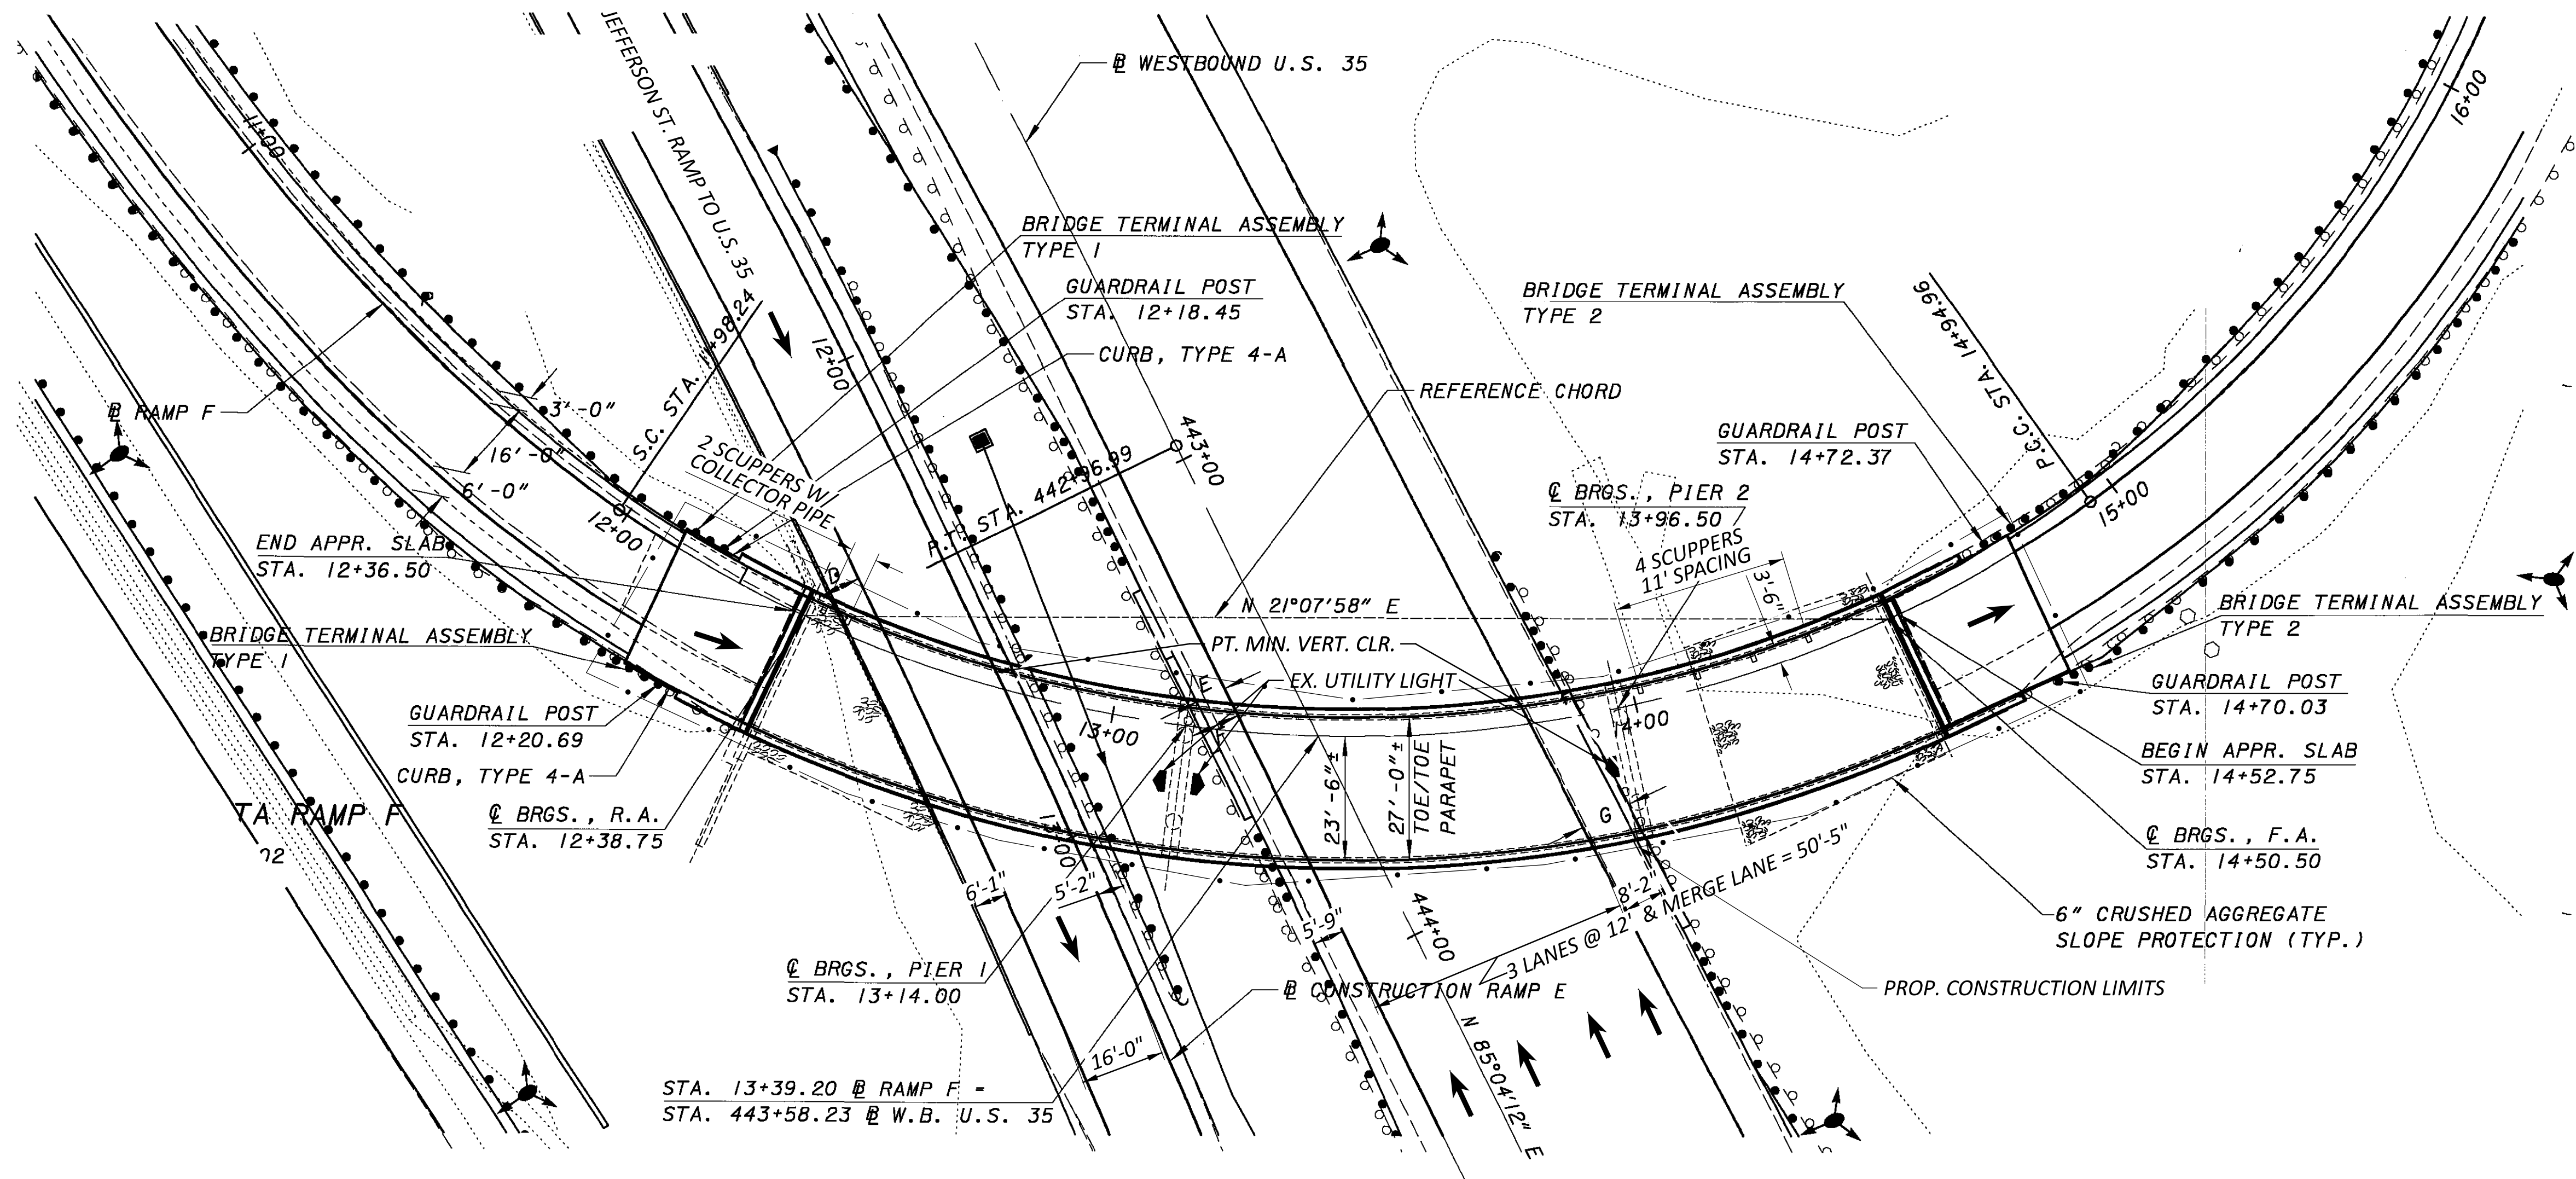 JEFFERSON ST. RAMP TO U.S. 35
℄ WESTBOUND U.S. 35
11+00
16+00
BRIDGE TERMINAL ASSEMBLY
TYPE 1
GUARDRAIL POST
STA. 12+18.45
CURB, TYPE 4-A
BRIDGE TERMINAL ASSEMBLY
TYPE 2
P.C.C. STA. 14+94.96
P
12+00
REFERENCE CHORD
℄ RAMP F
3'-0"
16'-0"
6'-0"
S.C. STA. 11+98.24
2 SCUPPERS W/
COLLECTOR PIPE
P.T. STA. 442+96.99
443+00
GUARDRAIL POST
STA. 14+72.37
℄ BRGS., PIER 2
STA. 13+96.50
15+00
12+00
END APPR. SLAB
STA. 12+36.50
4 SCUPPERS
11' SPACING
3'-6"
D
N 21°07'58" E
BRIDGE TERMINAL ASSEMBLY
TYPE 1
BRIDGE TERMINAL ASSEMBLY
TYPE 2
PT. MIN. VERT. CLR.
E
EX. UTILITY LIGHT
GUARDRAIL POST
STA. 12+20.69
GUARDRAIL POST
STA. 14+70.03
13+00
14+00
23'-6"±
27'-0"±
TOE/TOE
PARAPET
CURB, TYPE 4-A
BEGIN APPR. SLAB
STA. 14+52.75
TA RAMP F
02
℄ BRGS., R.A.
STA. 12+38.75
13+00
G
℄ BRGS., F.A.
STA. 14+50.50
6'-1"
5'-2"
5'-9"
8'-2"
3 LANES @ 12' & MERGE LANE = 50'-5"
444+00
6" CRUSHED AGGREGATE
SLOPE PROTECTION (TYP.)
℄ BRGS., PIER 1
STA. 13+14.00
℄ CONSTRUCTION RAMP E
PROP. CONSTRUCTION LIMITS
16'-0"
N 85°04'12" E
STA. 13+39.20 ℄ RAMP F =
STA. 443+58.23 ℄ W.B. U.S. 35